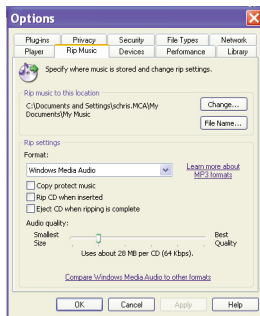 Options
Plug-ins Privacy Security File Types Network
Player Rip Music Devices Performance Library
Specify where music is stored and change rip settings.
Rip music to this location
C:\Documents and Settings\schris.MCA\My
Documents\My Music
Change...
File Name...
Rip settings
Format:
Windows Media Audio
Learn more about
MP3 formats
Copy protect music
Rip CD when inserted
Eject CD when ripping is complete
Audio quality:
Smallest
Size
Best
Quality
Uses about 28 MB per CD (64 Kbps).
Compare Windows Media Audio to other formats
OK Cancel Apply Help